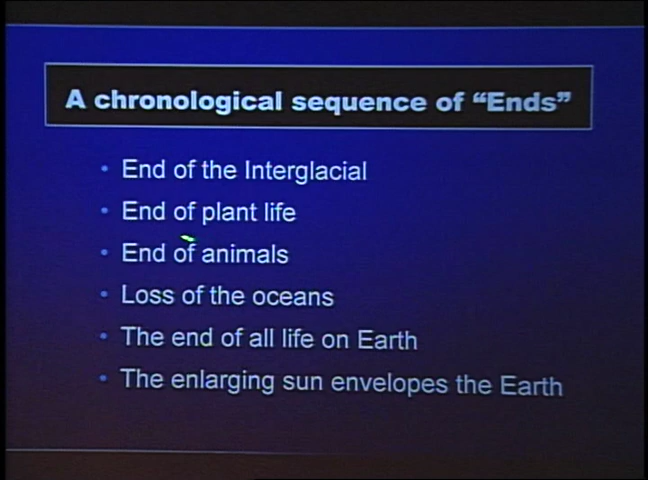 A chronological sequence of “Ends”
End of the Interglacial
End of plant life
End of animals
Loss of the oceans
The end of all life on Earth
The enlarging sun envelopes the Earth